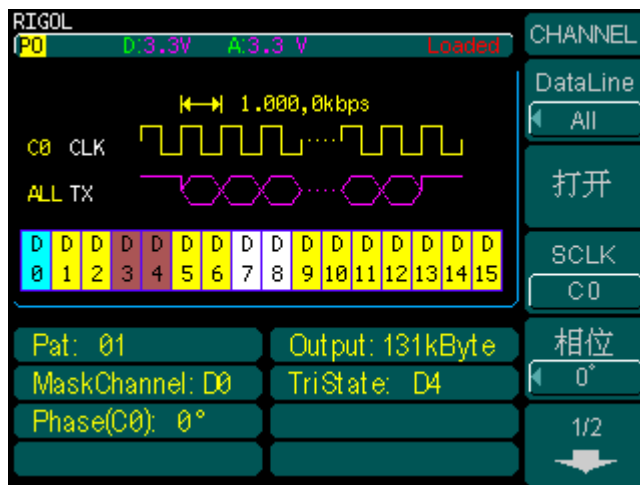 RIGOL
P0 D:3.3V A:3.3 V Loaded
1.000,0kbps
C0 CLK
ALL TX
D D D D D D D D D D D D D D D D
0 1 2 3 4 5 6 7 8 9 10 11 12 13 14 15
Pat: 01 Output: 131kByte
MaskChannel: D0 TriState: D4
Phase(C0): 0°
CHANNEL
DataLine
All
打开
SCLK
C0
相位
0°
1/2